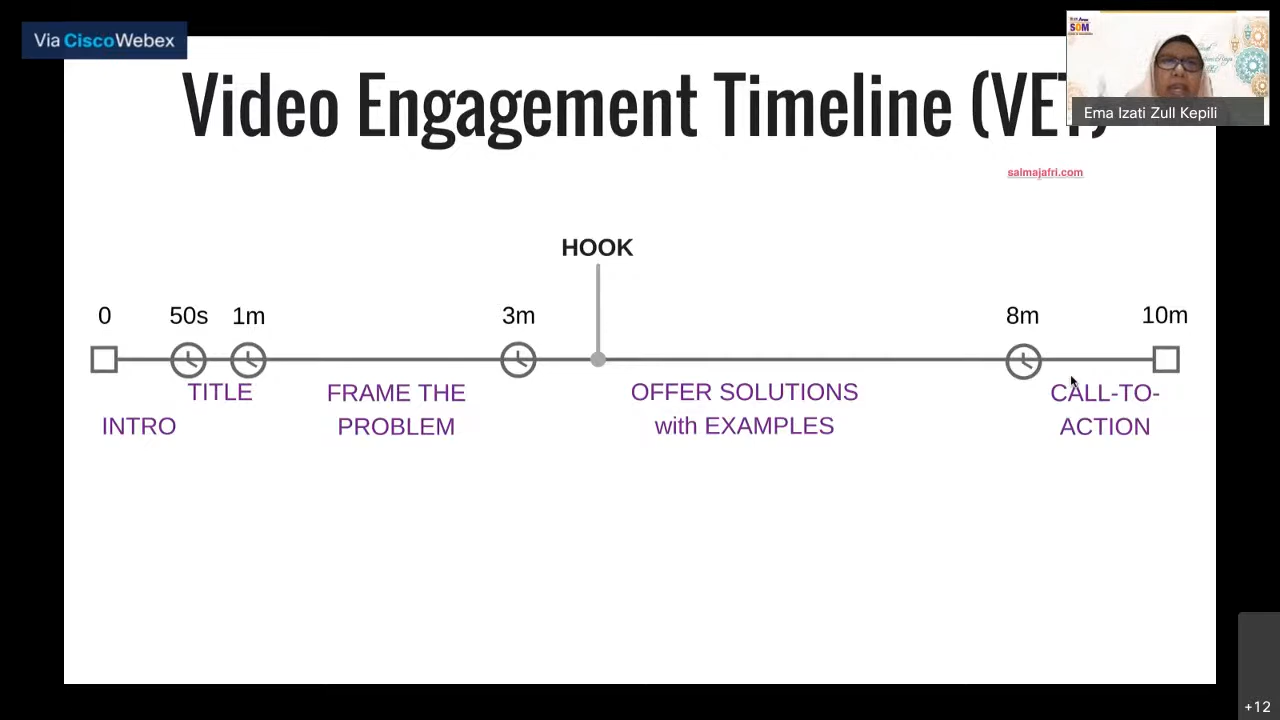 Via CiscoWebex
Video Engagement Timeline (VET)
SOM
Ema Izati Zull Kepili
salmajafri.com
HOOK
0
50s
1m
3m
8m
10m
TITLE
INTRO
FRAME THE
PROBLEM
OFFER SOLUTIONS
with EXAMPLES
CALL-TO-
ACTION
+12